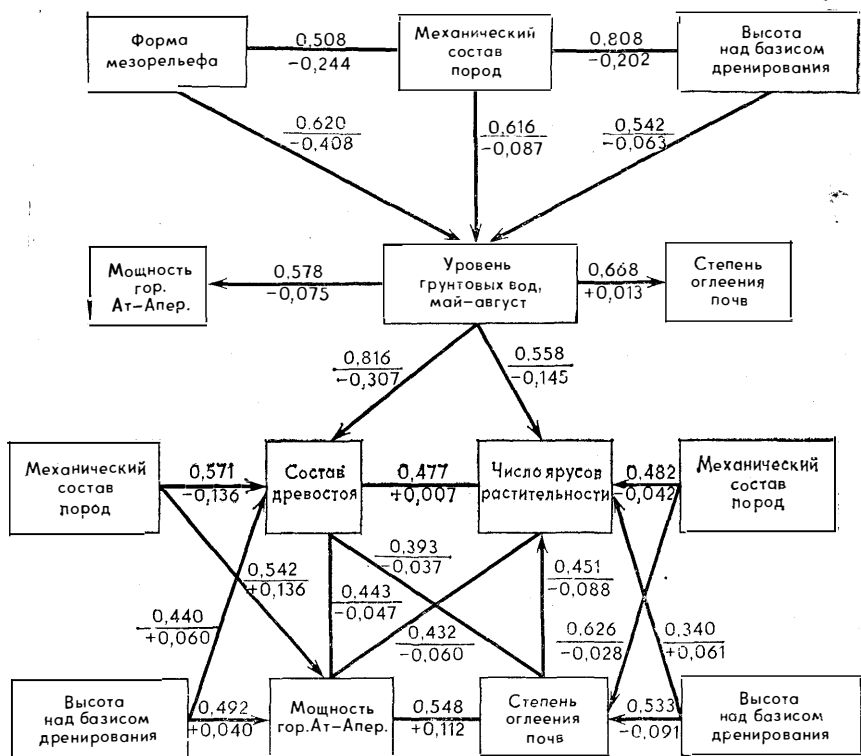 Форма
мезорельефа
0,508
-0,244
Механический
состав
пород
0,808
-0,202
Высота
над базисом
дренирования
0,620
-0,408
0,616
-0,087
0,542
-0,063
Мощность
гор.
Ат-Апер.
0,578
-0,075
Уровень
грунтовых вод,
май-август
0,668
+0,013
Степень
оглеения
почв
0,816
-0,307
0,558
-0,145
Механический
состав
пород
0,571
-0,136
Состав
древостоя
0,477
+0,007
Число ярусов
растительности
0,482
-0,042
Механический
состав
пород
0,542
+0,136
0,393
-0,037
0,451
-0,088
0,440
+0,060
0,443
-0,047
0,432
-0,060
0,626
-0,028
0,340
+0,061
Высота
над базисом
дренирования
0,492
+0,040
Мощность
гор.Ат-Апер.
0,548
+0,112
Степень
оглеения
почв
0,533
-0,091
Высота
над базисом
дренирования